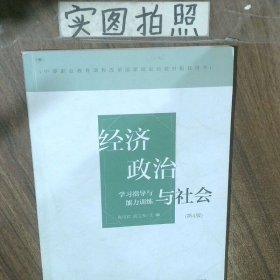 实图拍照
中等职业教育课程改革国家规划新教材配套用书
经济
政治
与社会
学习指导与
能力训练
(第4版)